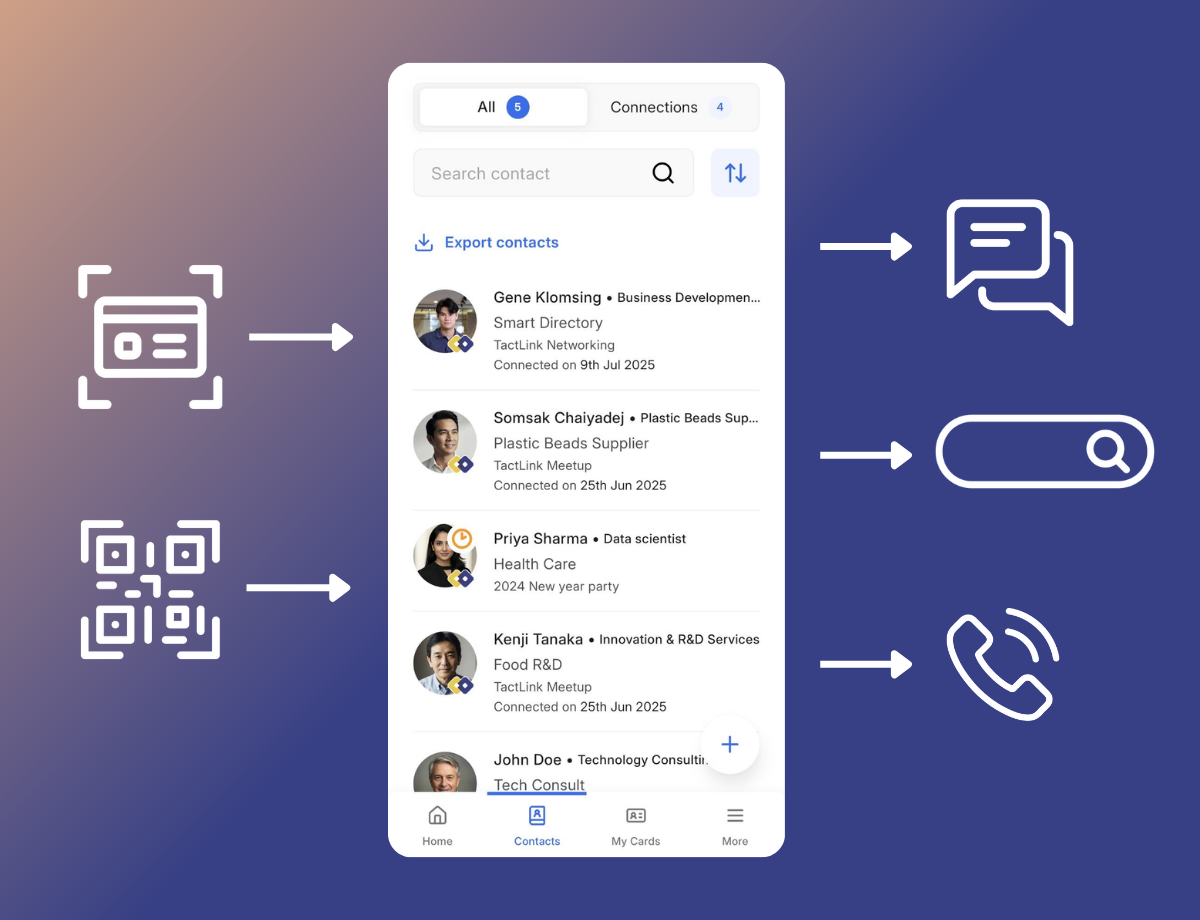 All 5 Connections 4
Search contact
Export contacts
Gene Klomsing • Business Developmen...
Smart Directory
TactLink Networking
Connected on 9th Jul 2025
Somsak Chaiyadej • Plastic Beads Sup...
Plastic Beads Supplier
TactLink Meetup
Connected on 25th Jun 2025
Priya Sharma • Data scientist
Health Care
2024 New year party
Kenji Tanaka • Innovation & R&D Services
Food R&D
TactLink Meetup
Connected on 25th Jun 2025
John Doe • Technology Consultin
Tech Consult
Home Contacts My Cards More